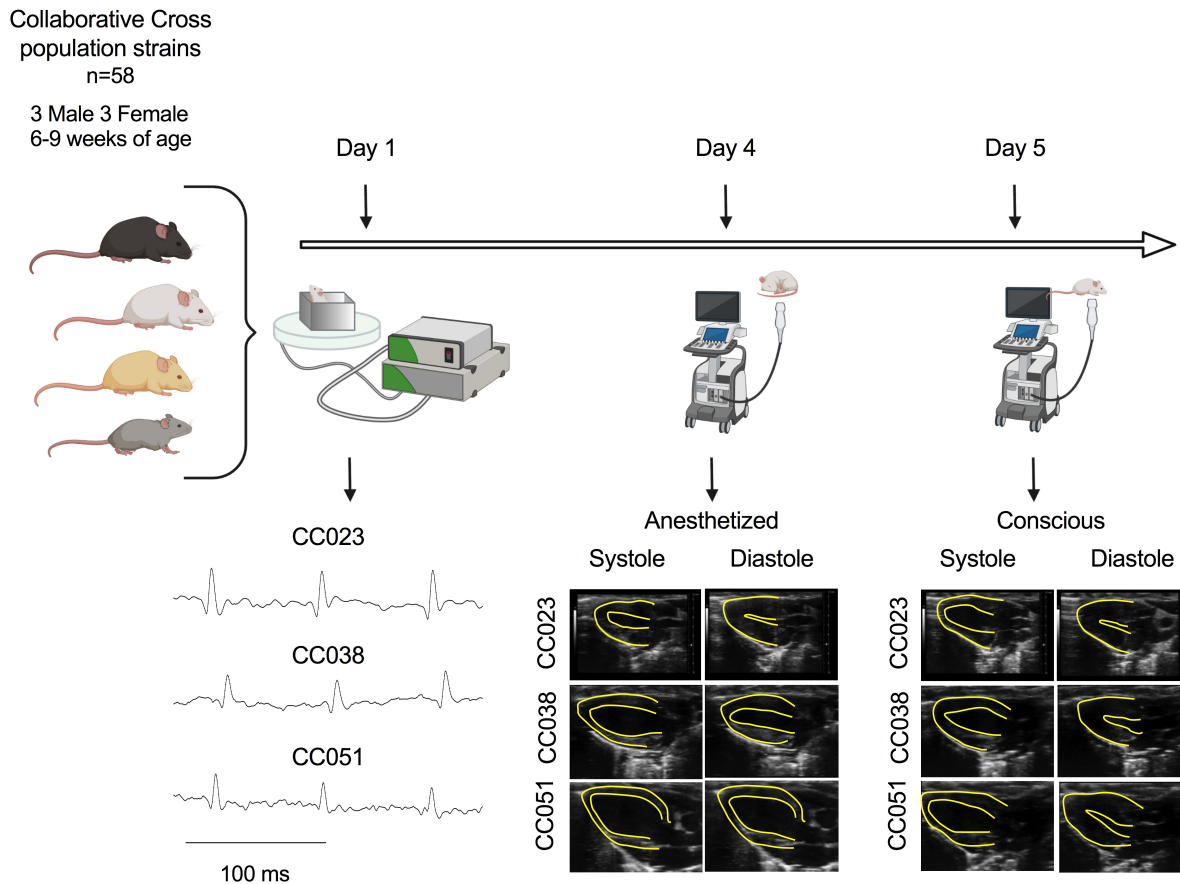 Collaborative Cross
population strains
n=58
3 Male 3 Female
6-9 weeks of age
Day 1
Day 4
Day 5
CC023
CC038
CC051
100 ms
Anesthetized
Systole
Diastole
CC023
CC038
CC051
Conscious
Systole
Diastole
CC023
CC038
CC051